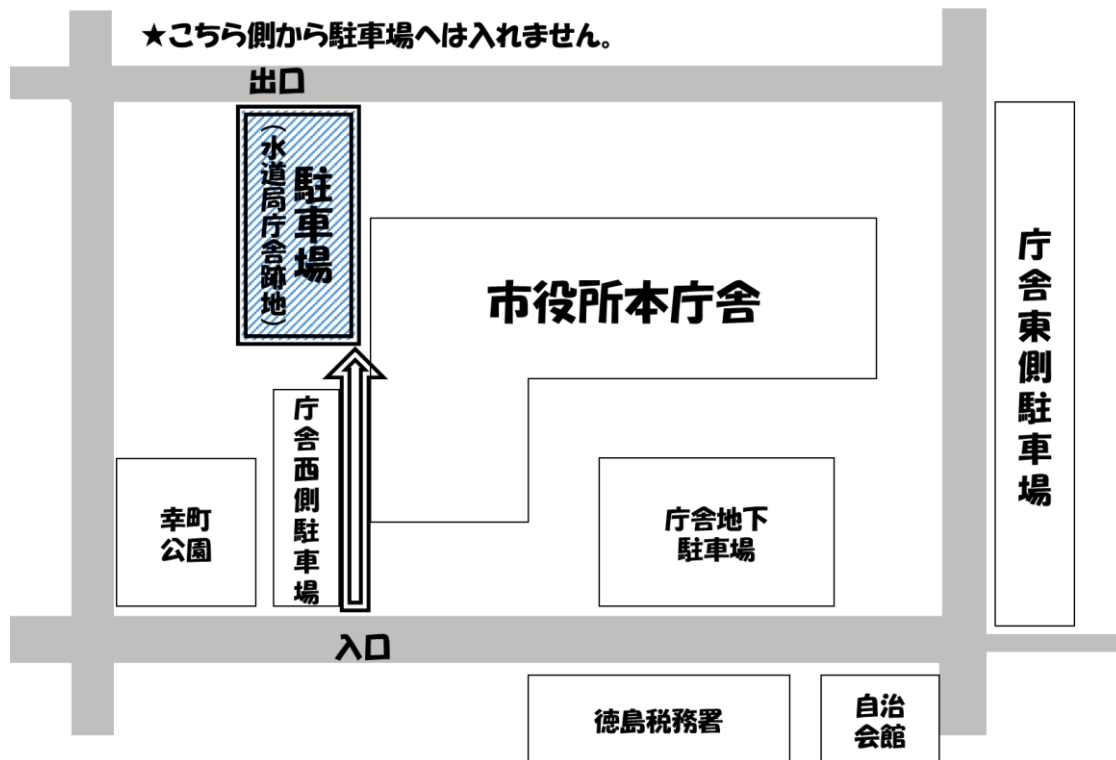 ★こちら側から駐車場へは入れません。
出口
駐車場
(水道局庁舎跡地)
市役所本庁舎
庁舎東側駐車場
庁舎西側駐車場
幸町
公園
庁舎地下
駐車場
入口
徳島税務署
自治
会館